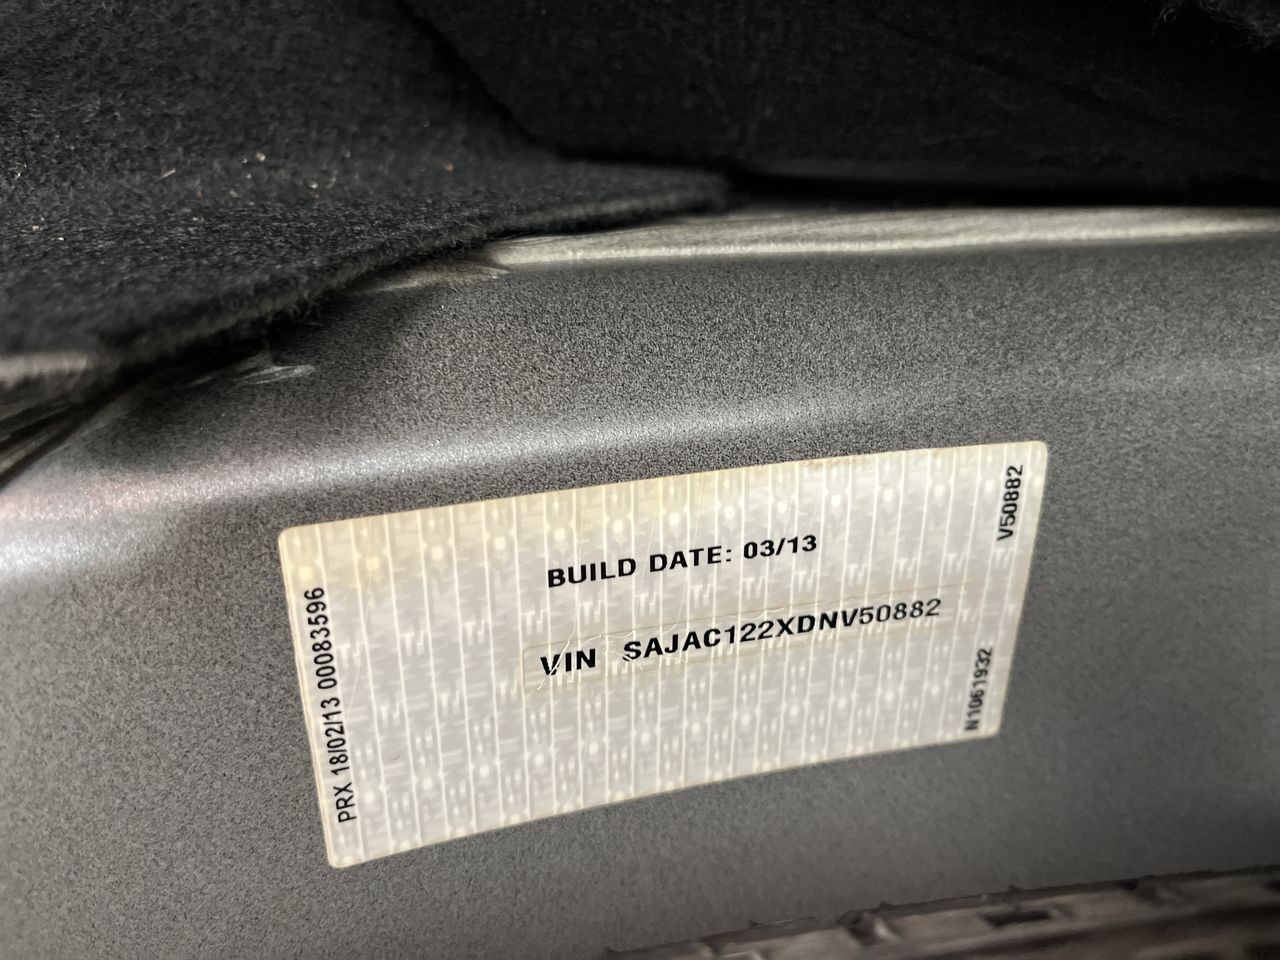 BUILD DATE: 03/13
VIN SAJAC122XDNV50882
PRX 18/02/13 00083596
V50882
N1061932